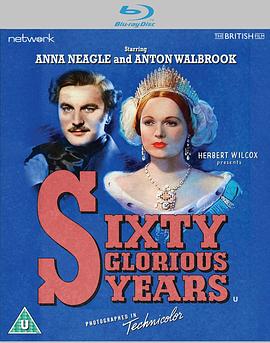 Blu-ray Disc
network
THE BRITISH FILM
Starring
ANNA NEAGLE and ANTON WALBROOK
HERBERT WILCOX
presents
SIXTY
GLORIOUS
YEARS
U
U
PHOTOGRAPHED IN Technicolor